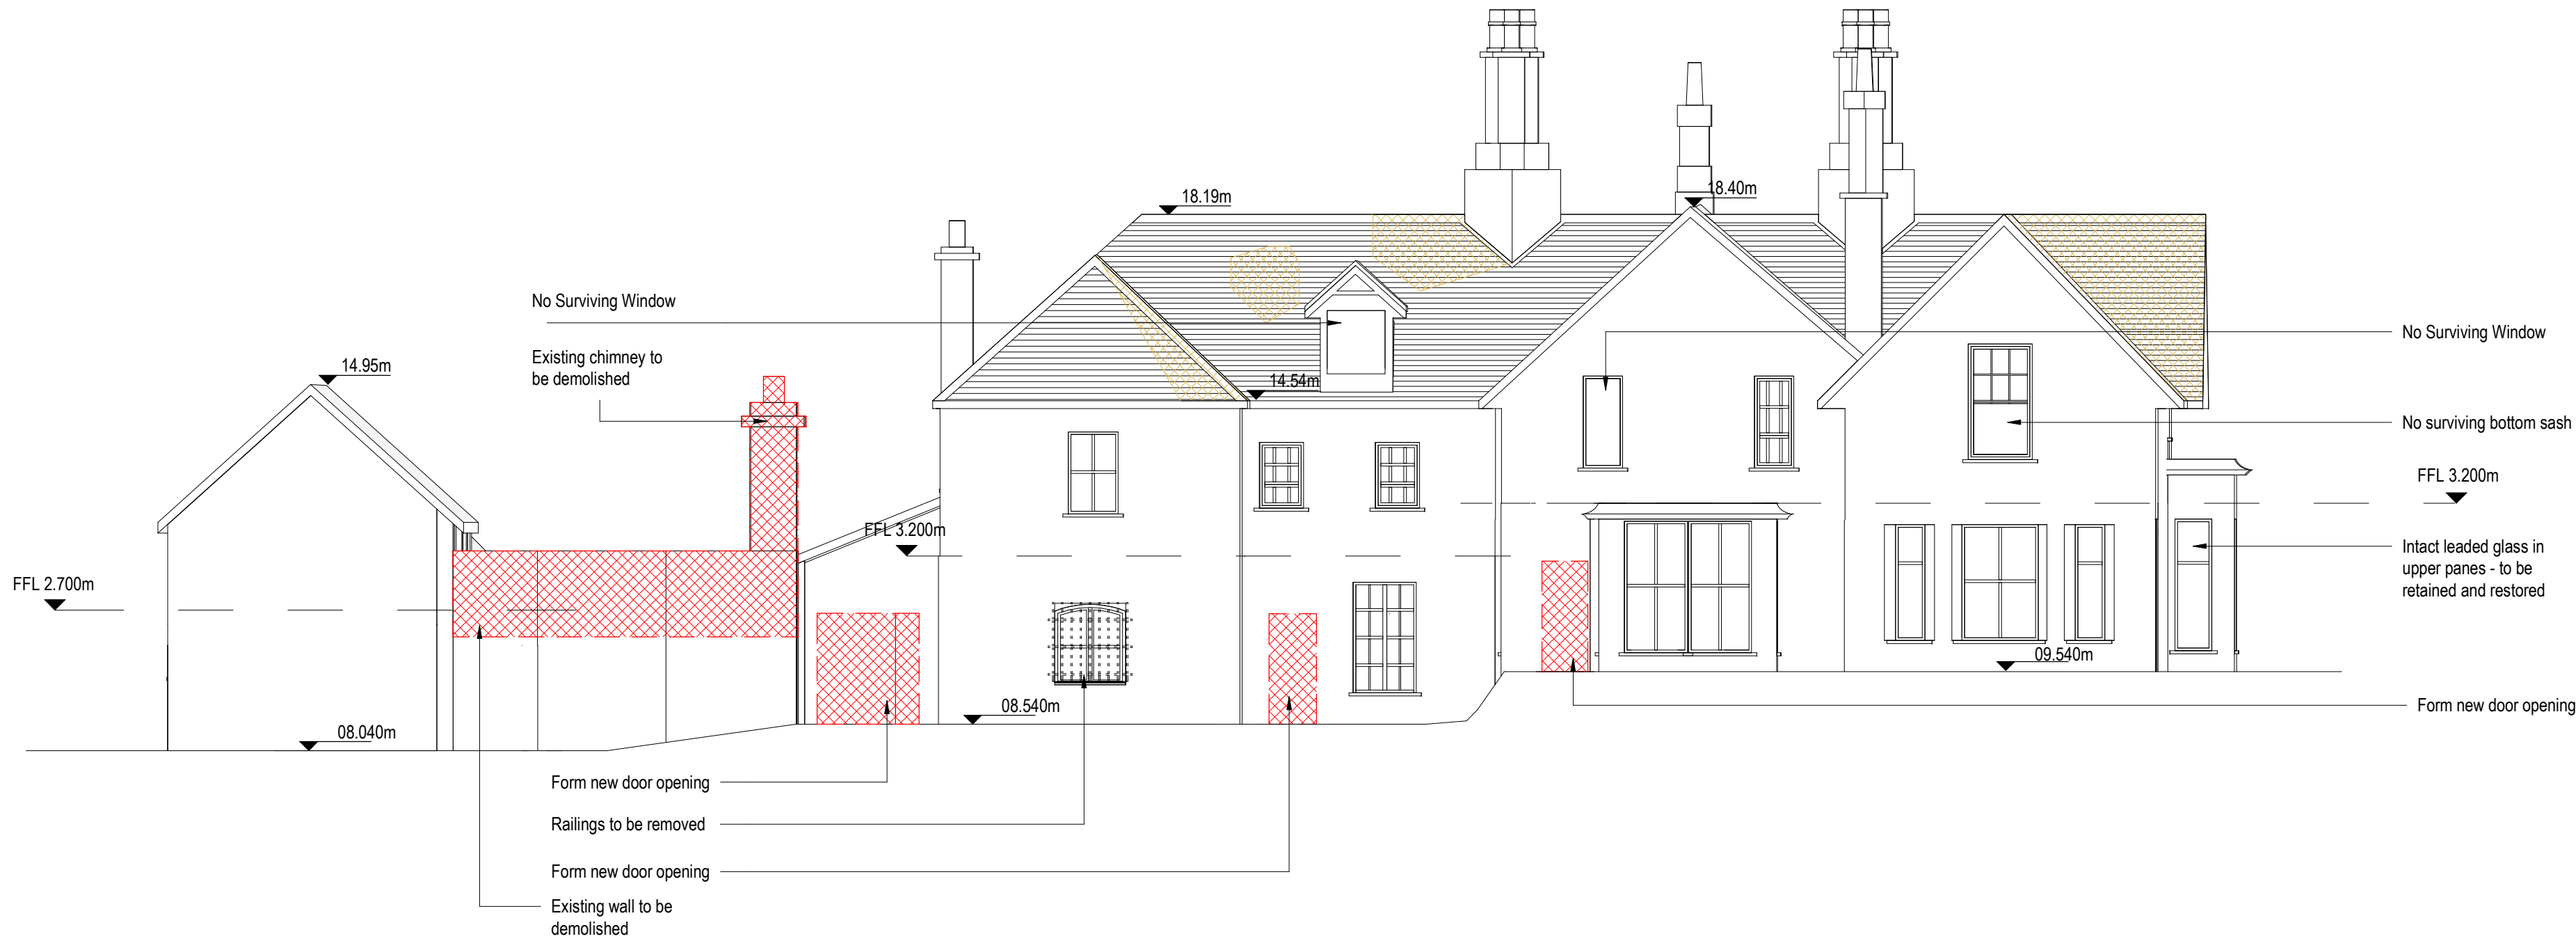 18.19m
18.40m
No Surviving Window
No Surviving Window
Existing chimney to
be demolished
14.95m
14.54m
No surviving bottom sash
FFL 3.200m
FFL 3.200m
Intact leaded glass in
upper panes - to be
retained and restored
FFL 2.700m
09.540m
08.540m
Form new door opening
08.040m
Form new door opening
Railings to be removed
Form new door opening
Existing wall to be
demolished